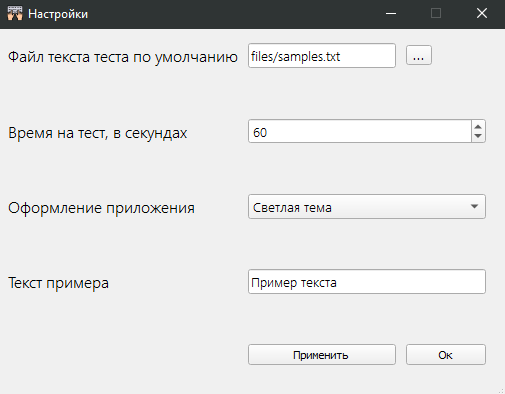 Настройки
Файл текста теста по умолчанию files/samples.txt ...
Время на тест, в секундах 60
Оформление приложения Светлая тема
Текст примера Пример текста
Применить Ок